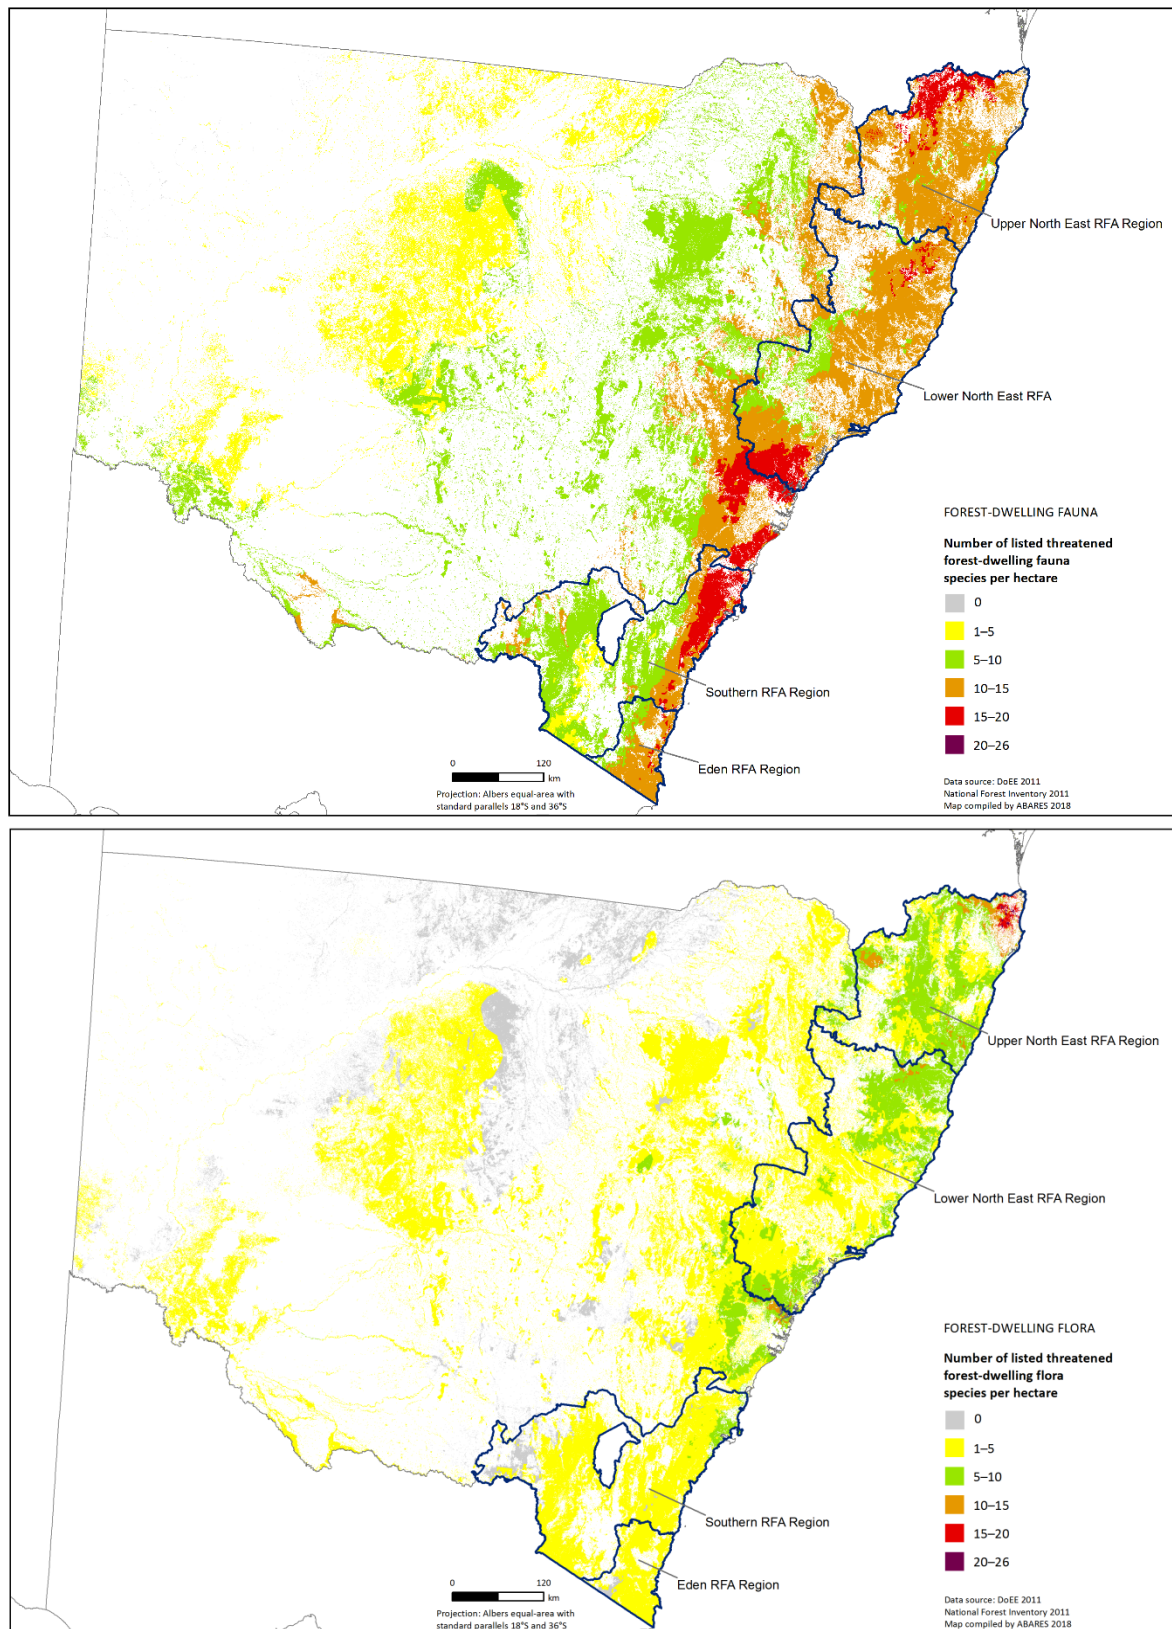 Upper North East RFA Region
Lower North East RFA
Southern RFA Region
Eden RFA Region
FOREST-DWELLING FAUNA
Number of listed threatened
forest-dwelling fauna
species per hectare
0
1–5
5–10
10–15
15–20
20–26
0 120
km
Projection: Albers equal-area with
standard parallels 18°S and 36°S
Data source: DoEE 2011
National Forest Inventory 2011
Map compiled by ABARES 2018
Upper North East RFA Region
Lower North East RFA Region
Southern RFA Region
Eden RFA Region
FOREST-DWELLING FLORA
Number of listed threatened
forest-dwelling flora
species per hectare
0
1–5
5–10
10–15
15–20
20–26
0 120
km
Projection: Albers equal-area with
standard parallels 18°S and 36°S
Data source: DoEE 2011
National Forest Inventory 2011
Map compiled by ABARES 2018